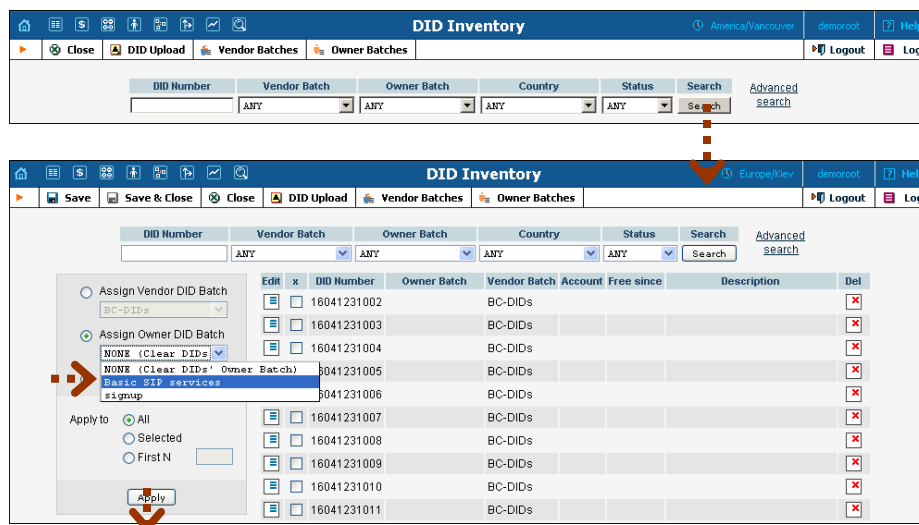 DID Inventory America/Vancouver demoroot Help
Close DID Upload Vendor Batches Owner Batches Logout Log
DID Number Vendor Batch Owner Batch Country Status Search Advanced search
ANY ANY ANY ANY Search
DID Inventory Europe/Kiev demoroot Help
Save Save & Close Close DID Upload Vendor Batches Owner Batches Logout Log
DID Number Vendor Batch Owner Batch Country Status Search Advanced search
ANY ANY ANY ANY Search
Edit x DID Number Owner Batch Vendor Batch Account Free since Description Del
Assign Vendor DID Batch
BC-DIDs
Assign Owner DID Batch
NONE (Clear DIDs
NONE (Clear DIDs' Owner Batch)
Basic SIP services
signup
Apply to All
Selected
First N
Apply
16041231002 BC-DIDs
16041231003 BC-DIDs
16041231004 BC-DIDs
6041231005 BC-DIDs
6041231006 BC-DIDs
16041231007 BC-DIDs
16041231008 BC-DIDs
16041231009 BC-DIDs
16041231010 BC-DIDs
16041231011 BC-DIDs